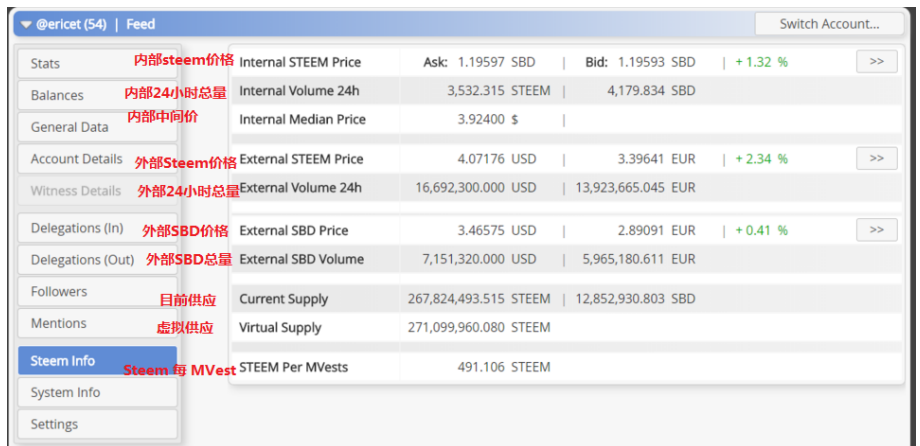 @ericet (54) | Feed
Switch Account...
Stats
Balances
General Data
Account Details
Witness Details
Delegations (In)
Delegations (Out)
Followers
Mentions
Steem Info
System Info
Settings
内部steem价格 Internal STEEM Price Ask: 1.19597 SBD | Bid: 1.19593 SBD | +1.32 % >>
内部24小时总量 Internal Volume 24h 3,532.315 STEEM | 4,179.834 SBD
内部中间价 Internal Median Price 3.92400 $ |
外部Steem价格 External STEEM Price 4.07176 USD | 3.39641 EUR | +2.34 % >>
外部24小时总量 External Volume 24h 16,692,300.000 USD | 13,923,665.045 EUR
外部SBD价格 External SBD Price 3.46575 USD | 2.89091 EUR | +0.41 % >>
外部SBD总量 External SBD Volume 7,151,320.000 USD | 5,965,180.611 EUR
目前供应 Current Supply 267,824,493.515 STEEM | 12,852,930.803 SBD
虚拟供应 Virtual Supply 271,099,960.080 STEEM
Steem 每 MVest STEEM Per MVests 491.106 STEEM